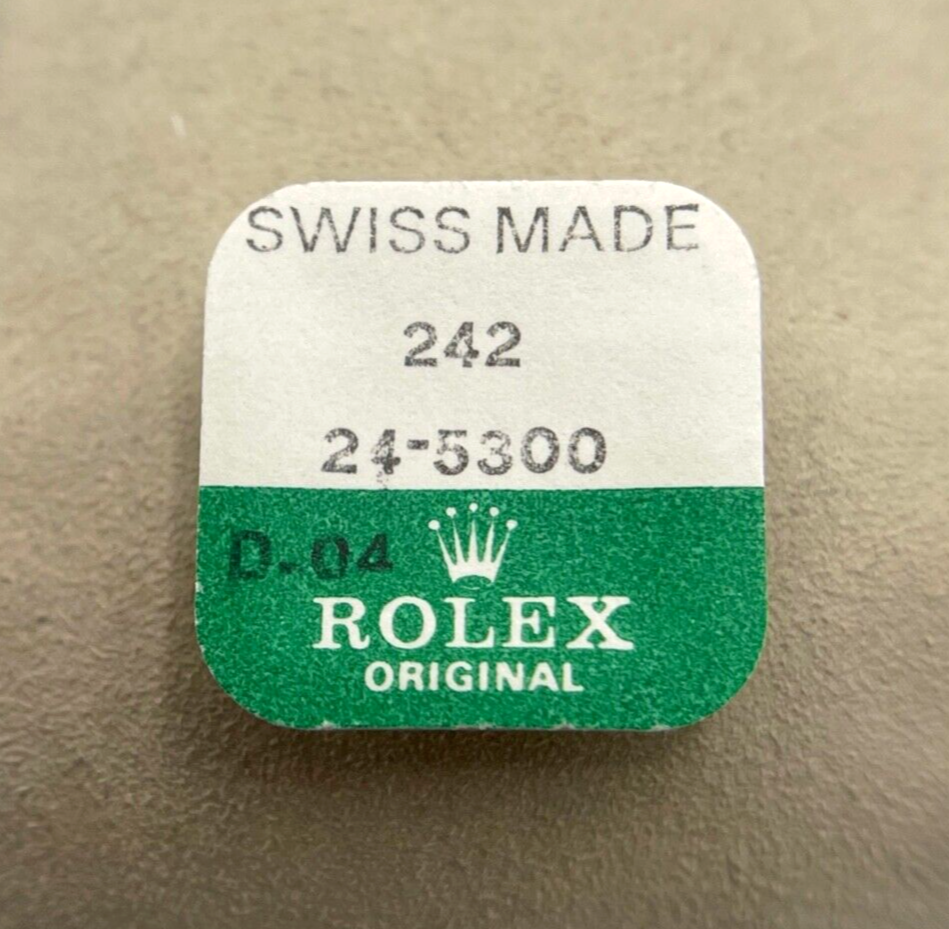 SWISS MADE
242
24-5300
D-04
ROLEX
ORIGINAL